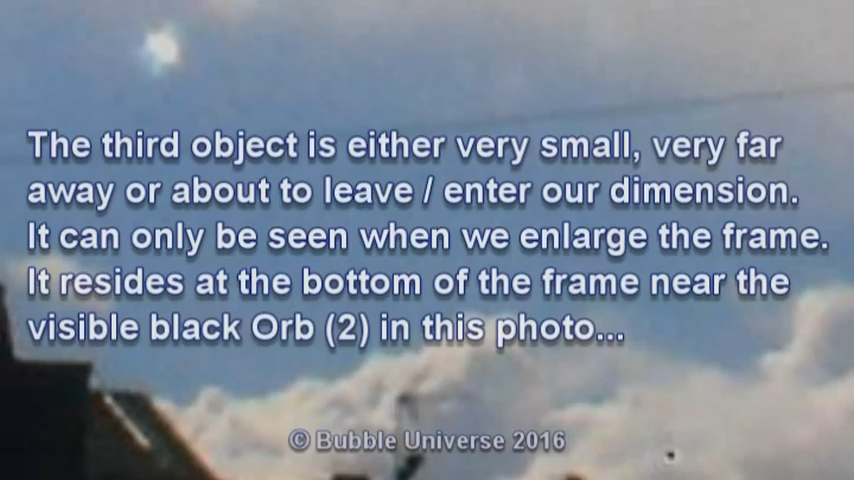 The third object is either very small, very far
away or about to leave / enter our dimension.
It can only be seen when we enlarge the frame.
It resides at the bottom of the frame near the
visible black Orb (2) in this photo...
© Bubble Universe 2016